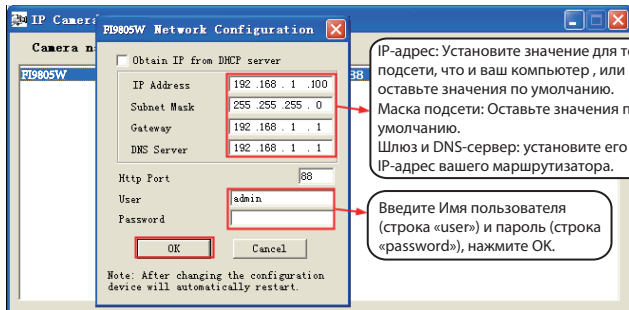 IP Camera
FI9805W Network Configuration
Camera n
Obtain IP from DHCP server
FI9805W
88
IP Address 192 .168 . 1 .100
Subnet Mask 255 .255 .255 . 0
Gateway 192 .168 . 1 . 1
DNS Server 192 .168 . 1 . 1
Http Port 88
User admin
Password
OK Cancel
Note: After changing the configuration
device will automatically restart.
IP-адрес: Установите значение для
подсети, что и ваш компьютер , или
оставьте значения по умолчанию.
Маска подсети: Оставьте значения
умолчанию.
Шлюз и DNS-сервер: установите его
IP-адрес вашего маршрутизатора.
Введите Имя пользователя
(строка «user») и пароль (строка
«password»), нажмите OK.